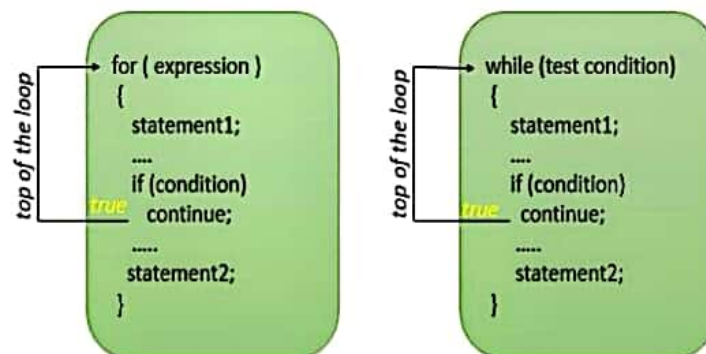 top of the loop
for ( expression )
{
statement1;
....
if (condition)
true
continue;
.....
statement2;
}
top of the loop
while (test condition)
{
statement1;
....
if (condition)
true
continue;
.....
statement2;
}